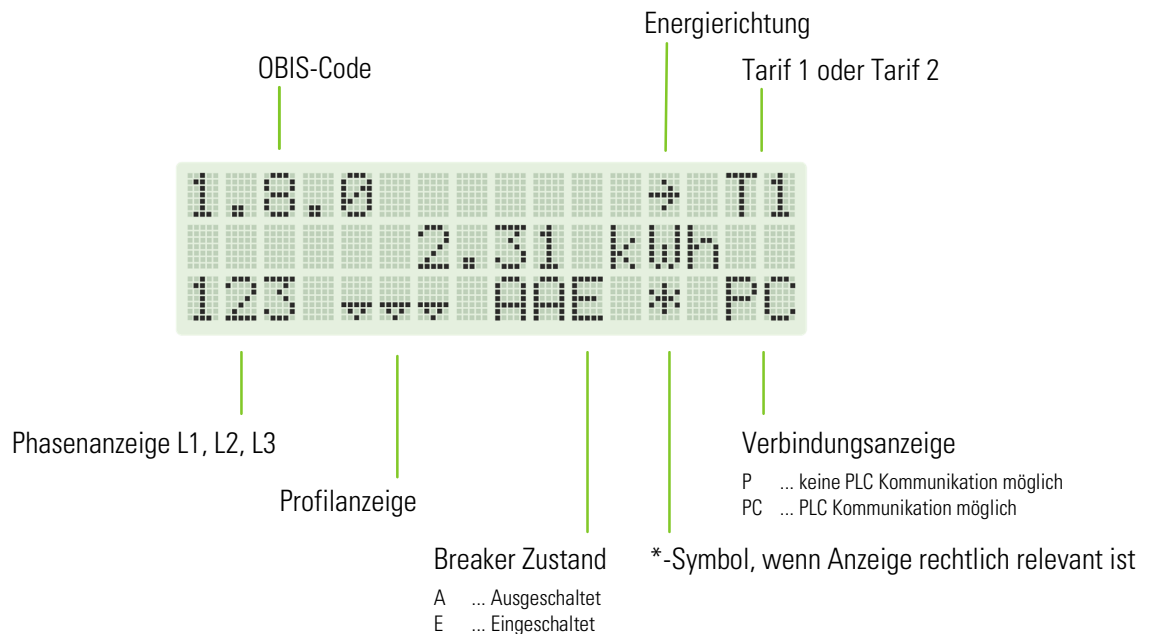 Energierichtung
OBIS-Code
Tarif 1 oder Tarif 2
1.8.0 → T1
2.31 kWh
123 AAE * PC
Phasenanzeige L1, L2, L3
Verbindungsanzeige
P ... keine PLC Kommunikation möglich
PC ... PLC Kommunikation möglich
Profilanzeige
Breaker Zustand
A ... Ausgeschaltet
E ... Eingeschaltet
*-Symbol, wenn Anzeige rechtlich relevant ist